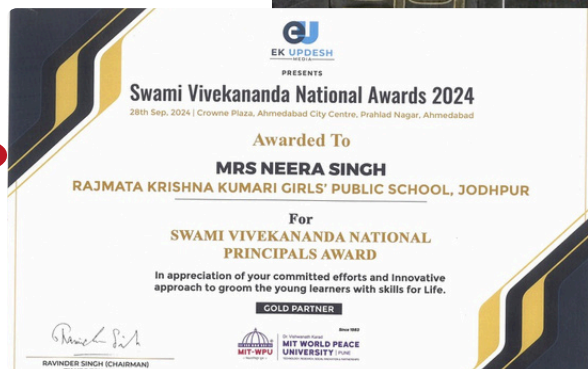 EK UPDESH
MEDIA
PRESENTS
Swami Vivekananda National Awards 2024
28th Sep, 2024 | Crowne Plaza, Ahmedabad City Centre, Prahlad Nagar, Ahmedabad
Awarded To
MRS NEERA SINGH
RAJMATA KRISHNA KUMARI GIRLS' PUBLIC SCHOOL, JODHPUR
For
SWAMI VIVEKANANDA NATIONAL
PRINCIPALS AWARD
In appreciation of your committed efforts and Innovative
approach to groom the young learners with skills for Life.
GOLD PARTNER
Since 1983
Dr. Vishwanath Karad
MIT-WPU
MIT WORLD PEACE
UNIVERSITY | PUNE
RAVINDER SINGH (CHAIRMAN)